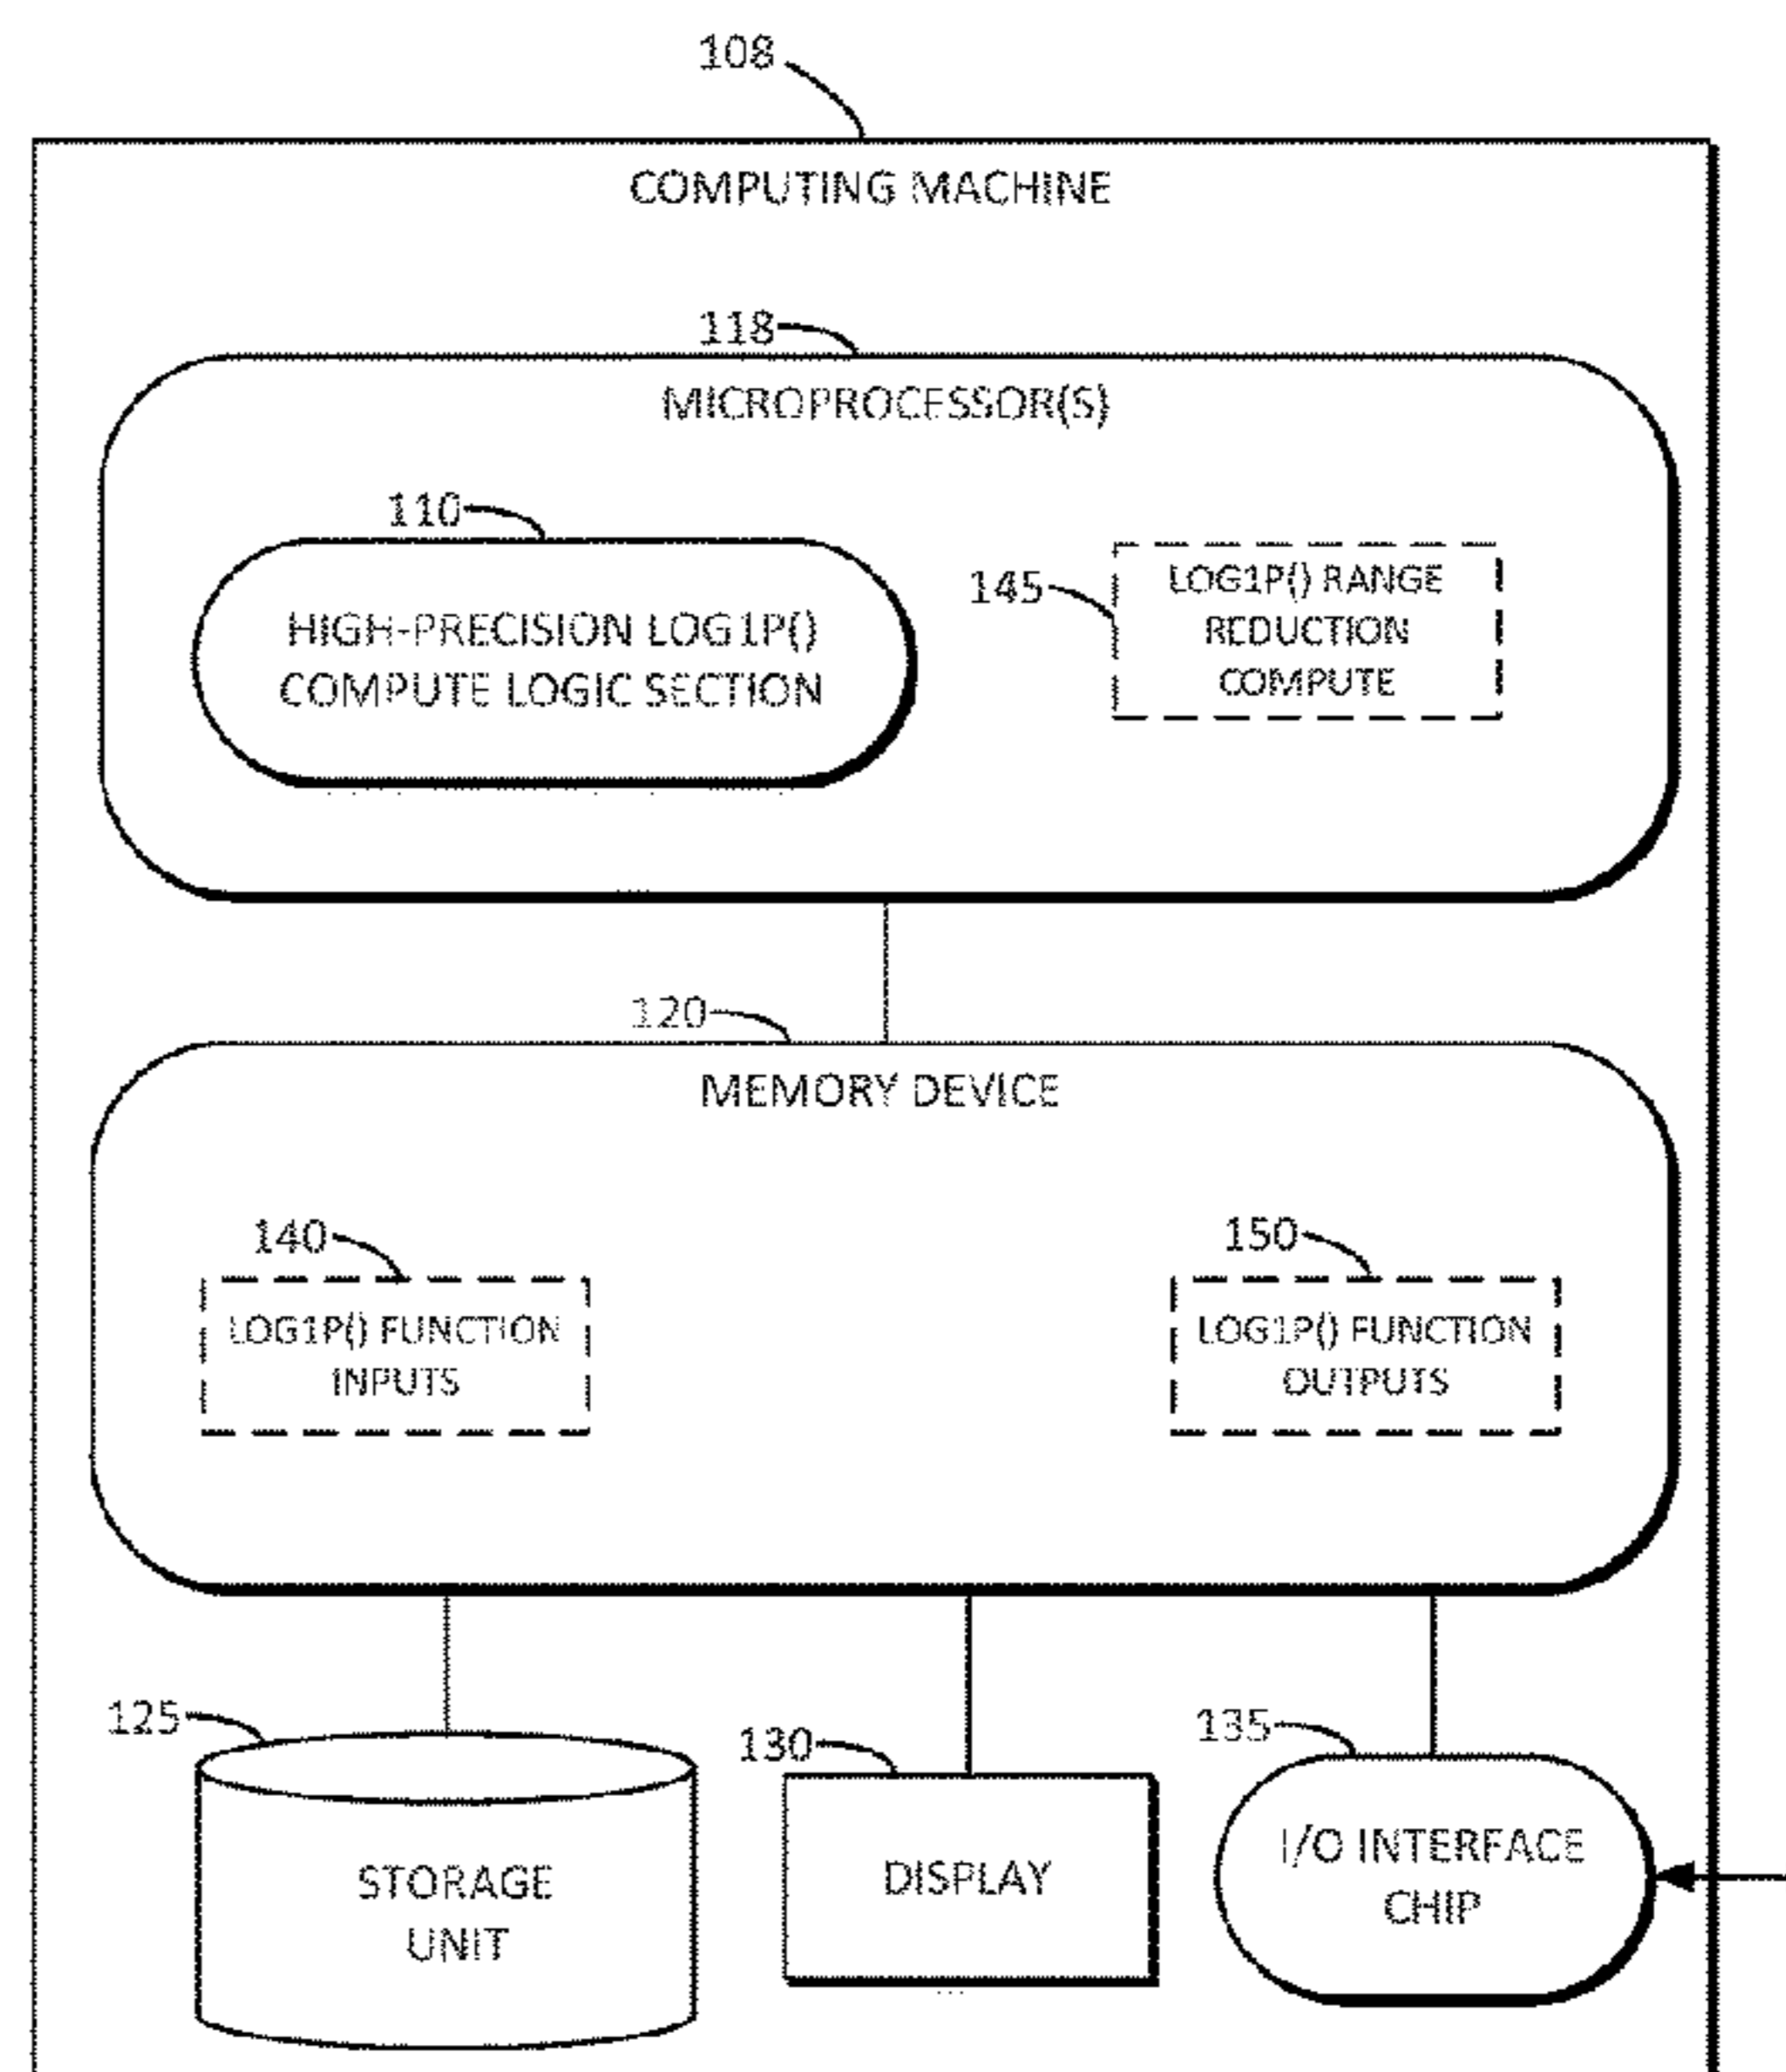 108
COMPUTING MACHINE
118
MICROPROCESSOR(S)
110
HIGH-PRECISION LOG1P()
COMPUTE LOGIC SECTION
145
LOG1P() RANGE
REDUCTION
COMPUTE
120
MEMORY DEVICE
140
LOG1P() FUNCTION
INPUTS
150
LOG1P() FUNCTION
OUTPUTS
125
STORAGE
UNIT
130
DISPLAY
135
I/O INTERFACE
CHIP